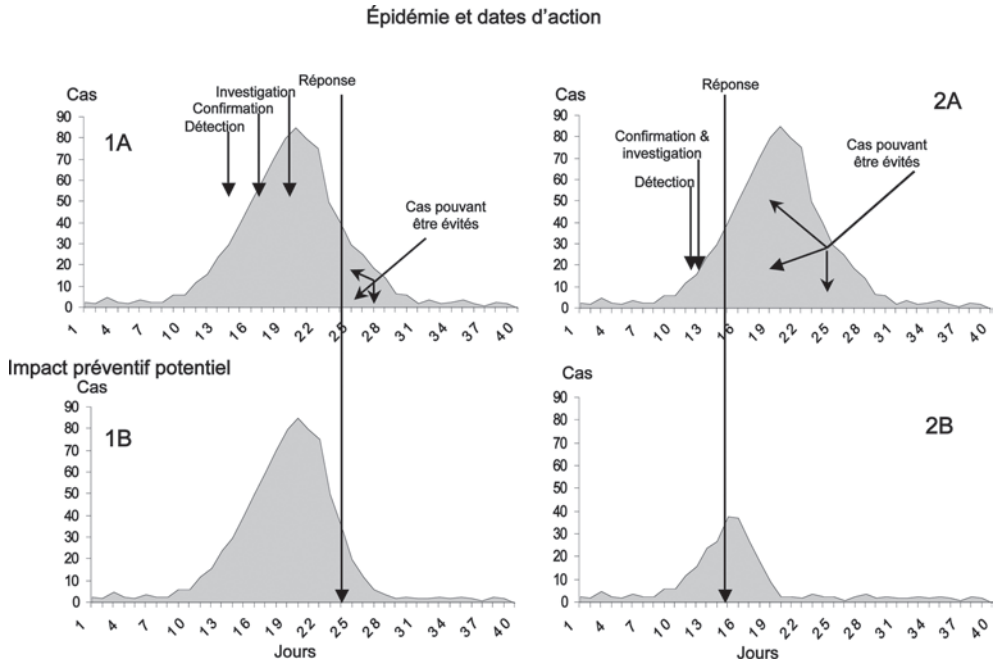 Épidémie et dates d'action
Cas
1A
Détection
Confirmation
Investigation
Réponse
Cas pouvant
être évités
90
80
70
60
50
40
30
20
10
0
1 4 7 10 13 16 19 22 25 28 31 34 37 40
Cas
2A
Réponse
Confirmation &
investigation
Détection
Cas pouvant
être évités
90
80
70
60
50
40
30
20
10
0
1 4 7 10 13 16 19 22 25 28 31 34 37 40
Impact préventif potentiel
Cas
1B
90
80
70
60
50
40
30
20
10
0
1 4 7 10 13 16 19 22 25 28 31 34 37 40
Jours
Cas
2B
90
80
70
60
50
40
30
20
10
0
1 4 7 10 13 16 19 22 25 28 31 34 37 40
Jours